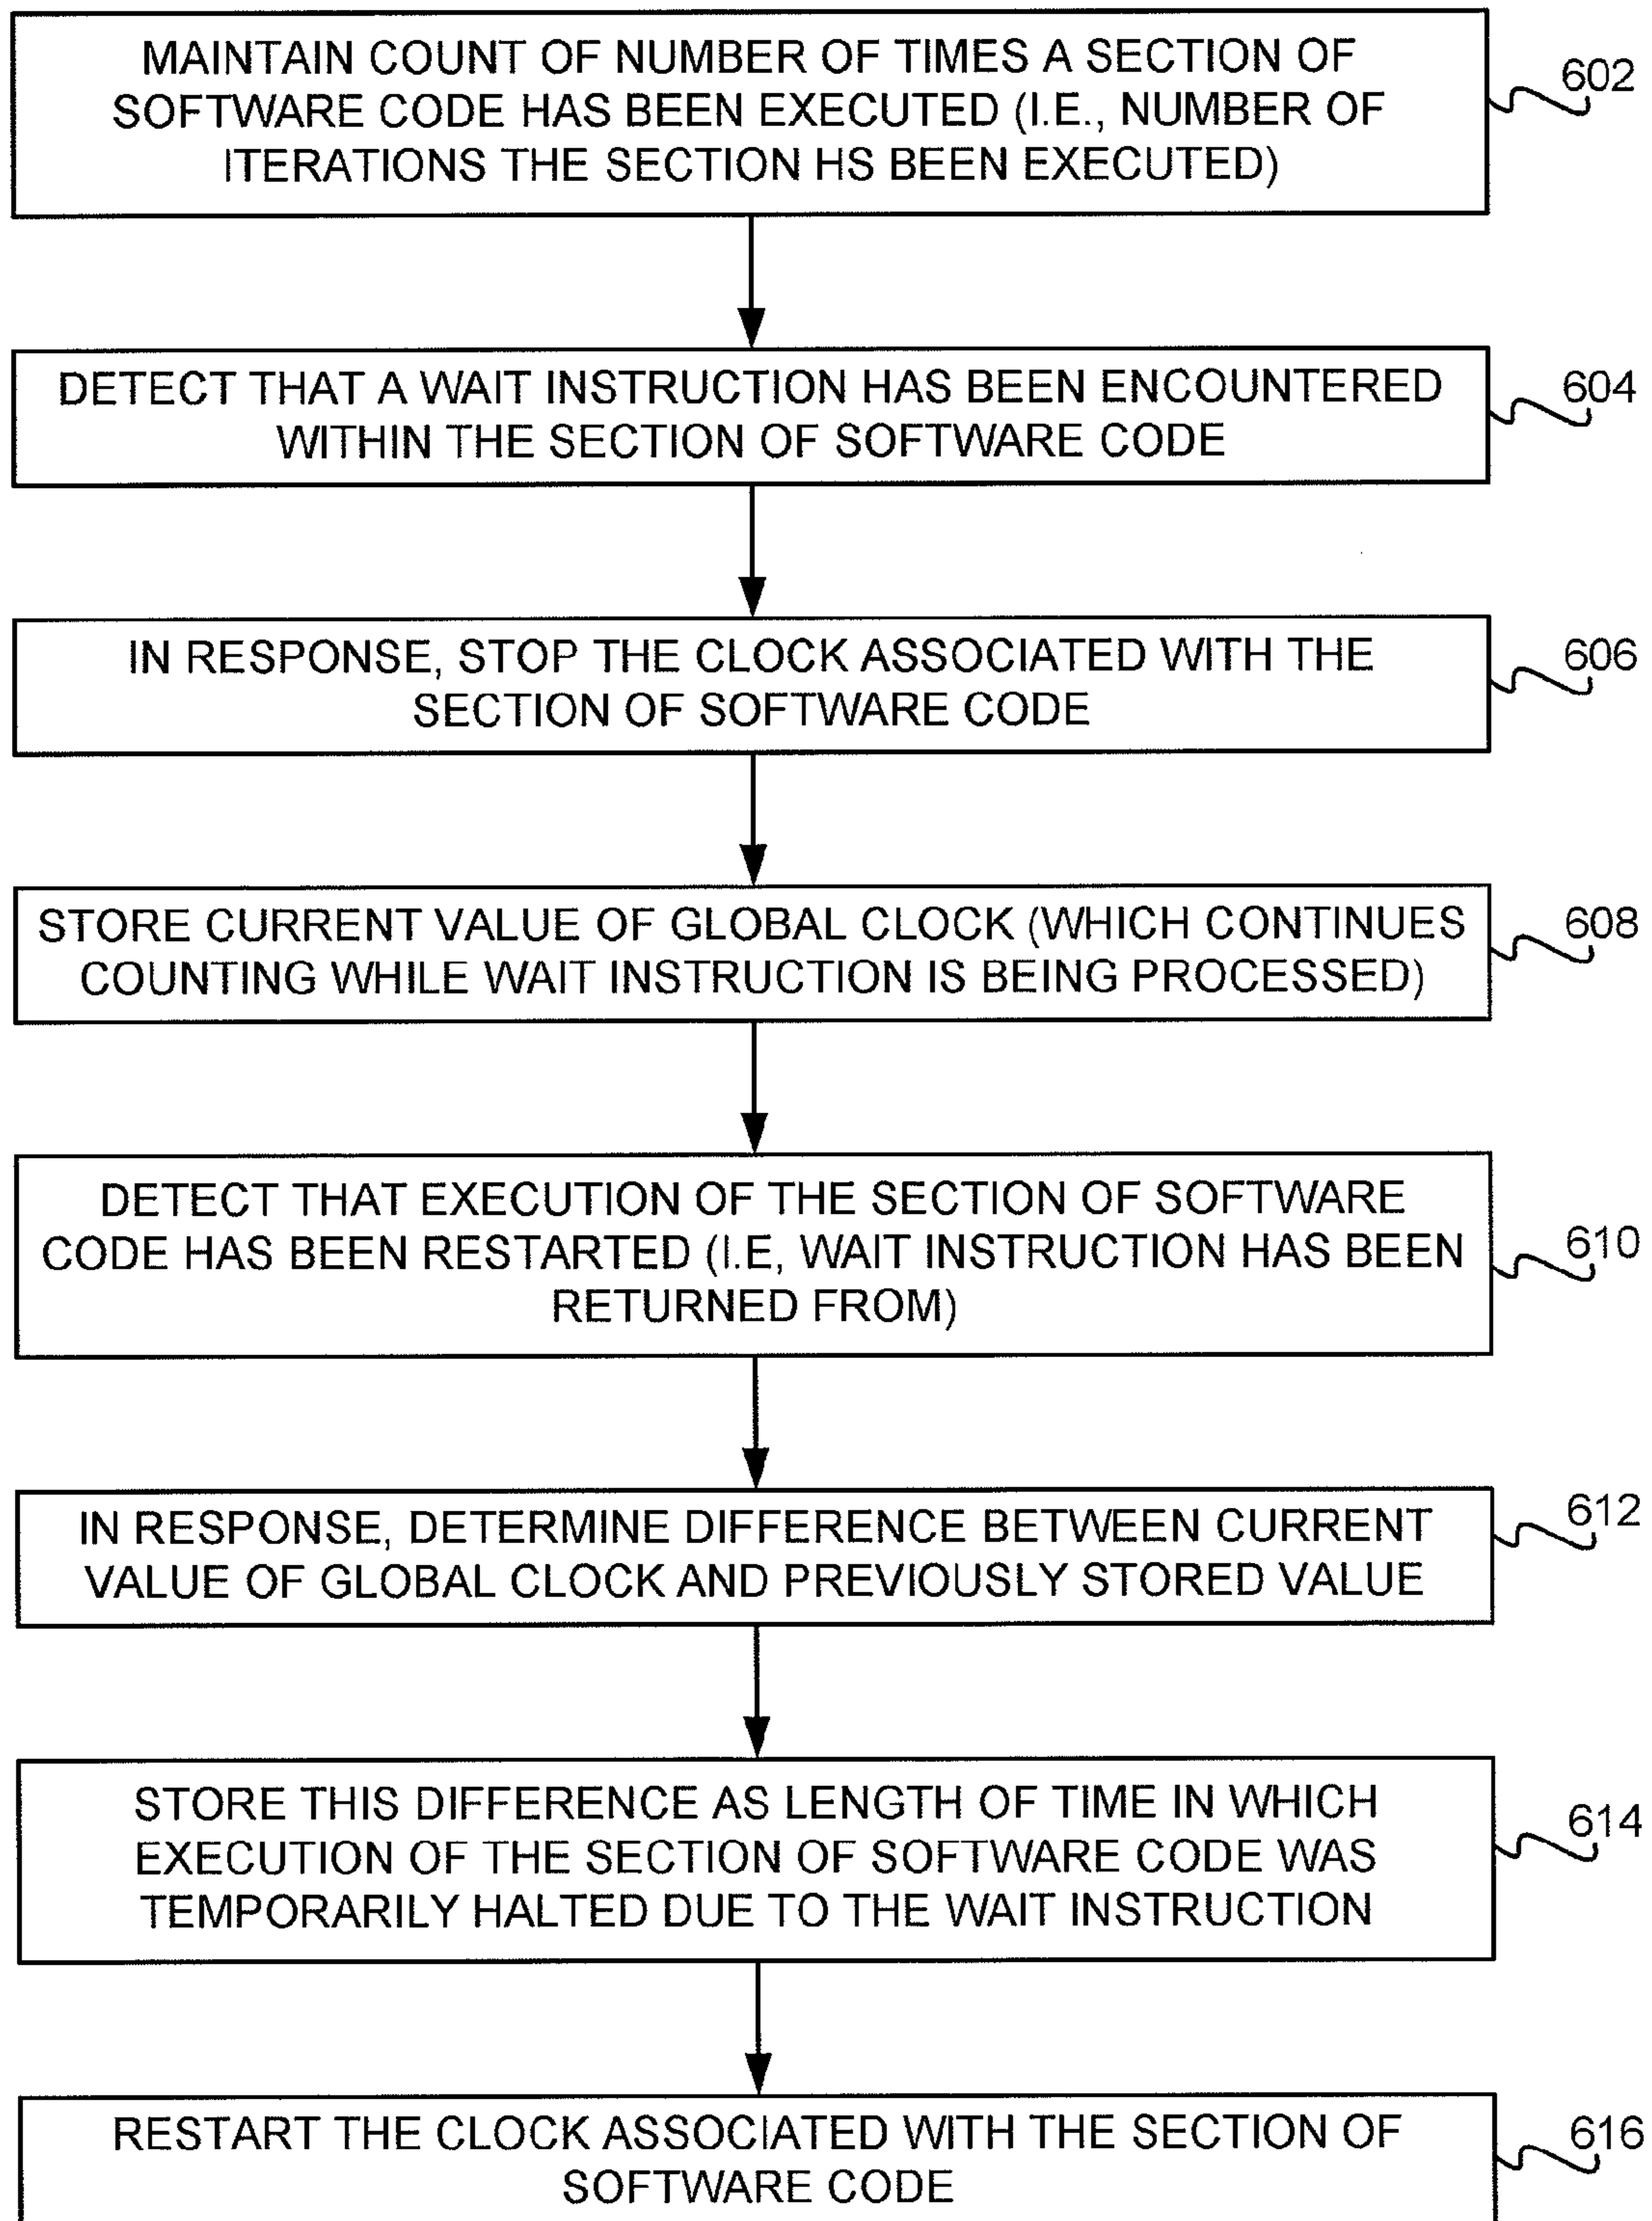 MAINTAIN COUNT OF NUMBER OF TIMES A SECTION OF
SOFTWARE CODE HAS BEEN EXECUTED (I.E., NUMBER OF
ITERATIONS THE SECTION HS BEEN EXECUTED)
602
DETECT THAT A WAIT INSTRUCTION HAS BEEN ENCOUNTERED
WITHIN THE SECTION OF SOFTWARE CODE
604
IN RESPONSE, STOP THE CLOCK ASSOCIATED WITH THE
SECTION OF SOFTWARE CODE
606
STORE CURRENT VALUE OF GLOBAL CLOCK (WHICH CONTINUES
COUNTING WHILE WAIT INSTRUCTION IS BEING PROCESSED)
608
DETECT THAT EXECUTION OF THE SECTION OF SOFTWARE
CODE HAS BEEN RESTARTED (I.E, WAIT INSTRUCTION HAS BEEN
RETURNED FROM)
610
IN RESPONSE, DETERMINE DIFFERENCE BETWEEN CURRENT
VALUE OF GLOBAL CLOCK AND PREVIOUSLY STORED VALUE
612
STORE THIS DIFFERENCE AS LENGTH OF TIME IN WHICH
EXECUTION OF THE SECTION OF SOFTWARE CODE WAS
TEMPORARILY HALTED DUE TO THE WAIT INSTRUCTION
614
RESTART THE CLOCK ASSOCIATED WITH THE SECTION OF
SOFTWARE CODE
616